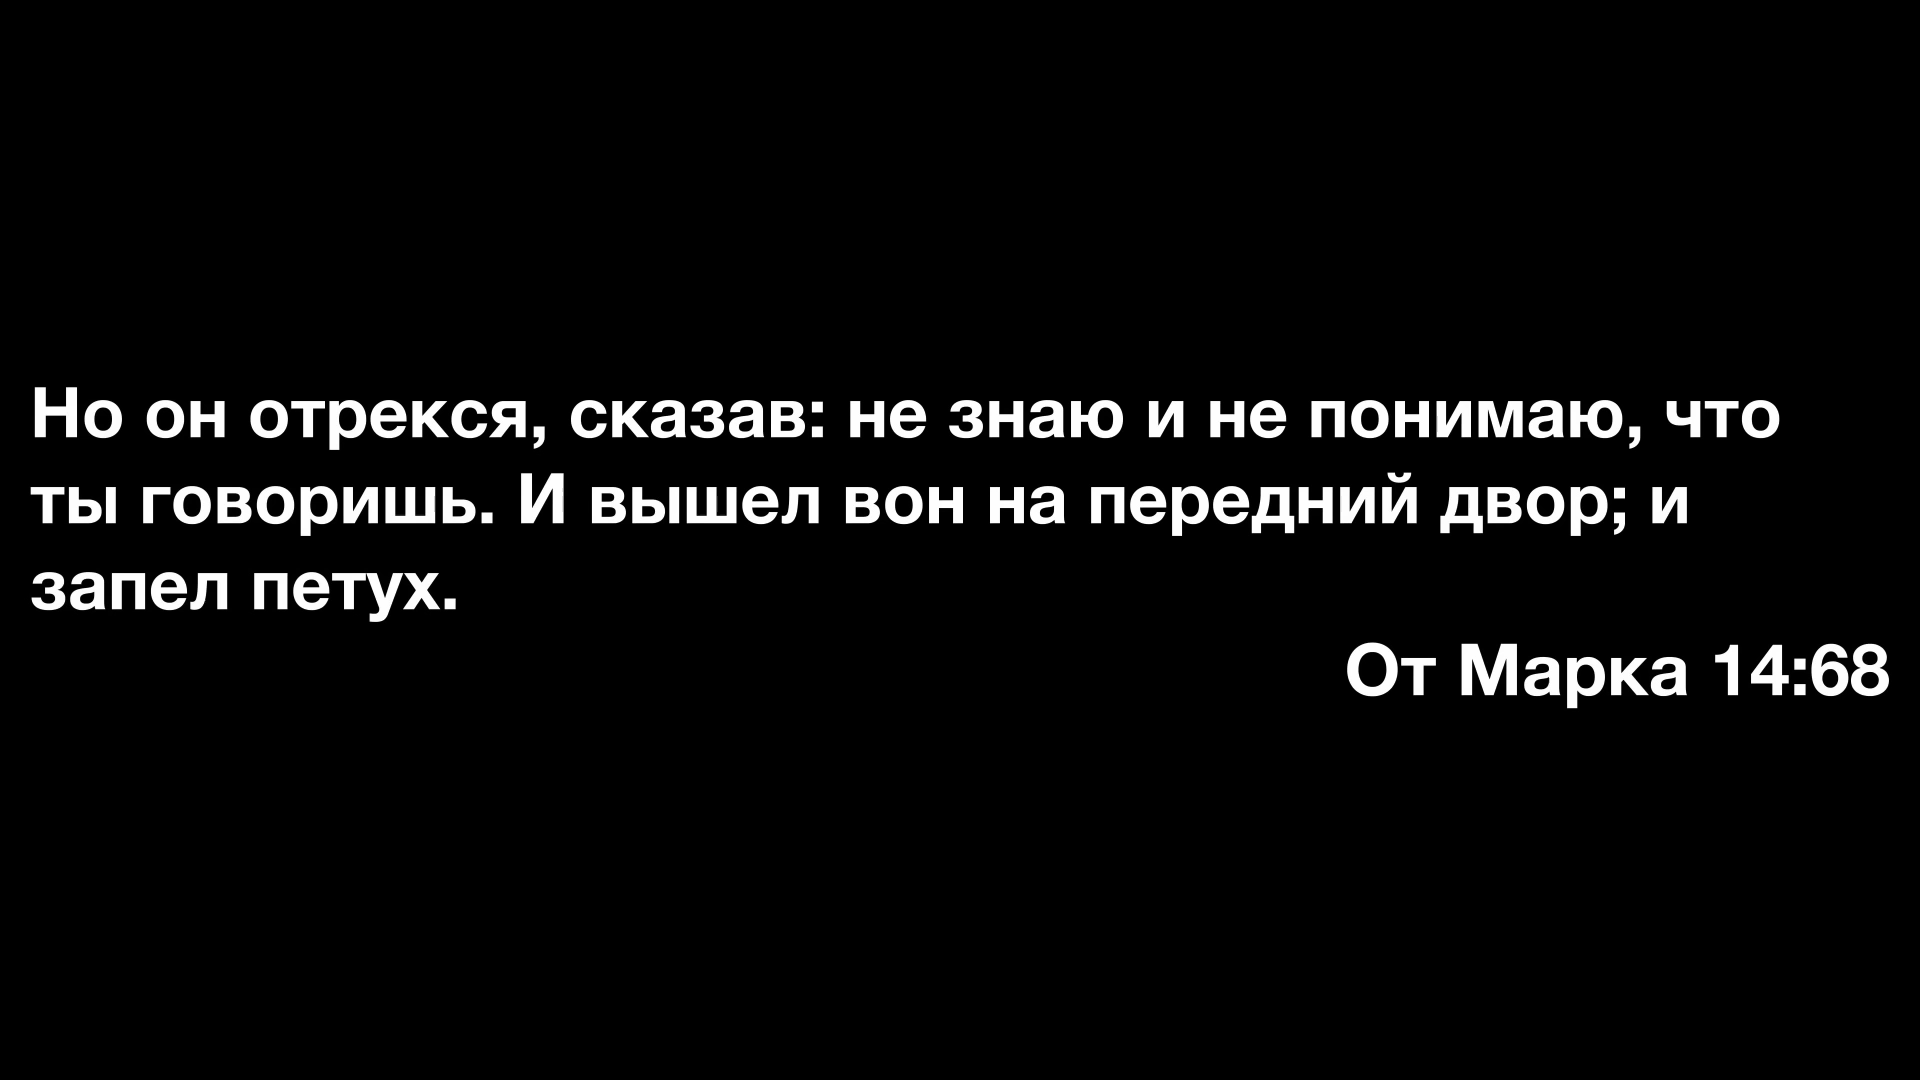 Но он отрекся, сказав: не знаю и не понимаю, что
ты говоришь. И вышел вон на передний двор; и
запел петух.
От Марка 14:68